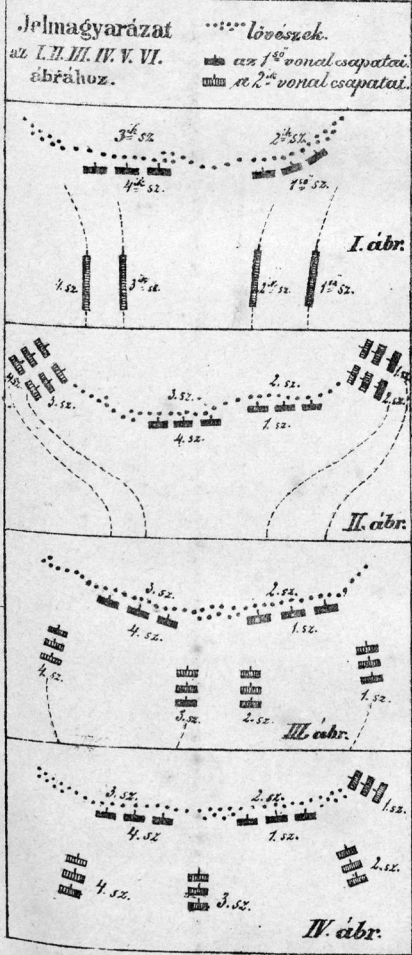 Jelmagyarázat
az I. II. III. IV. V. VI.
ábrához.
lövészek.
az 1ső vonal csapatai.
a 2ik vonal csapatai.
3ik sz.
2ik sz.
4ik sz.
1ső sz.
I. ábr.
4. sz.
3ik sz.
2ik sz.
1ső sz.
4. sz.
3. sz.
3. sz.
2. sz.
1. sz.
2. sz.
4. sz.
1. sz.
II. ábr.
3. sz.
2. sz.
4. sz.
1. sz.
4. sz.
3. sz.
2. sz.
1. sz.
III. ábr.
3. sz.
2. sz.
1. sz.
4. sz
1. sz.
4. sz.
3. sz.
2. sz.
IV. ábr.